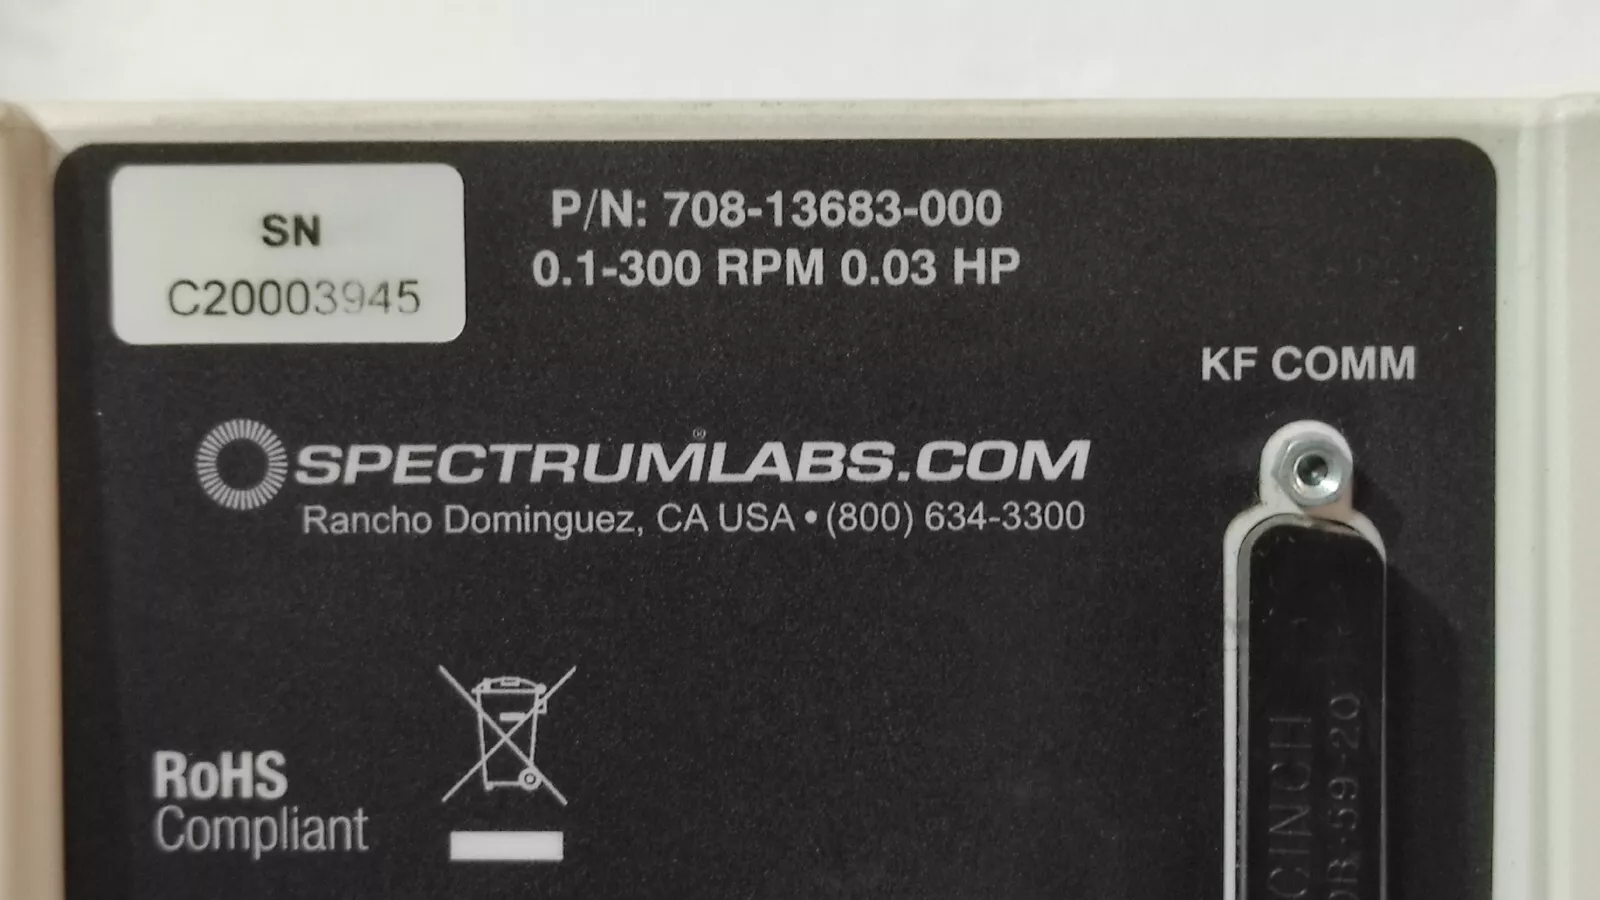 SN
C20003945
P/N: 708-13683-000
0.1-300 RPM 0.03 HP
KF COMM
SPECTRUMLABS.COM®
Rancho Dominguez, CA USA • (800) 634-3300
RoHS
Compliant
CINCH